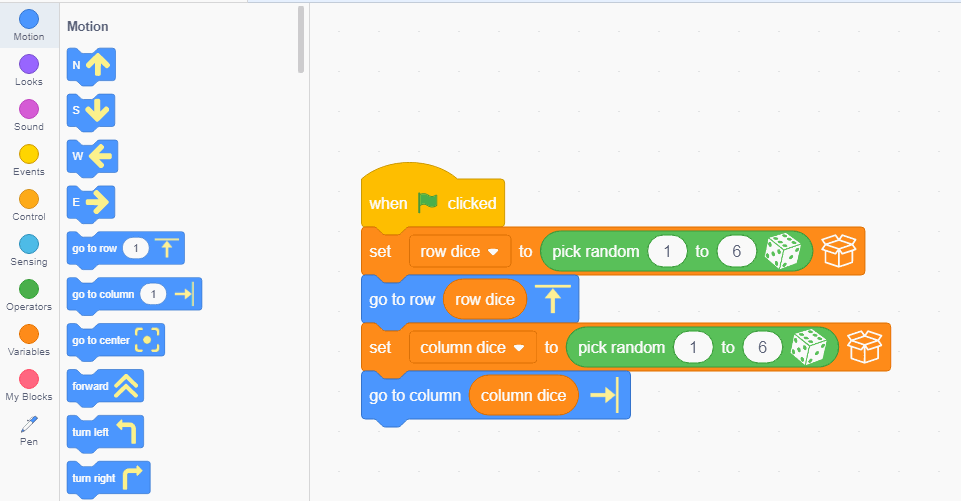 Motion
Looks
Sound
Events
Control
Sensing
Operators
Variables
My Blocks
Pen
Motion
N
S
W
E
go to row 1
go to column 1
go to center
forward
turn left
turn right
when clicked
set row dice to pick random 1 to 6
go to row row dice
set column dice to pick random 1 to 6
go to column column dice